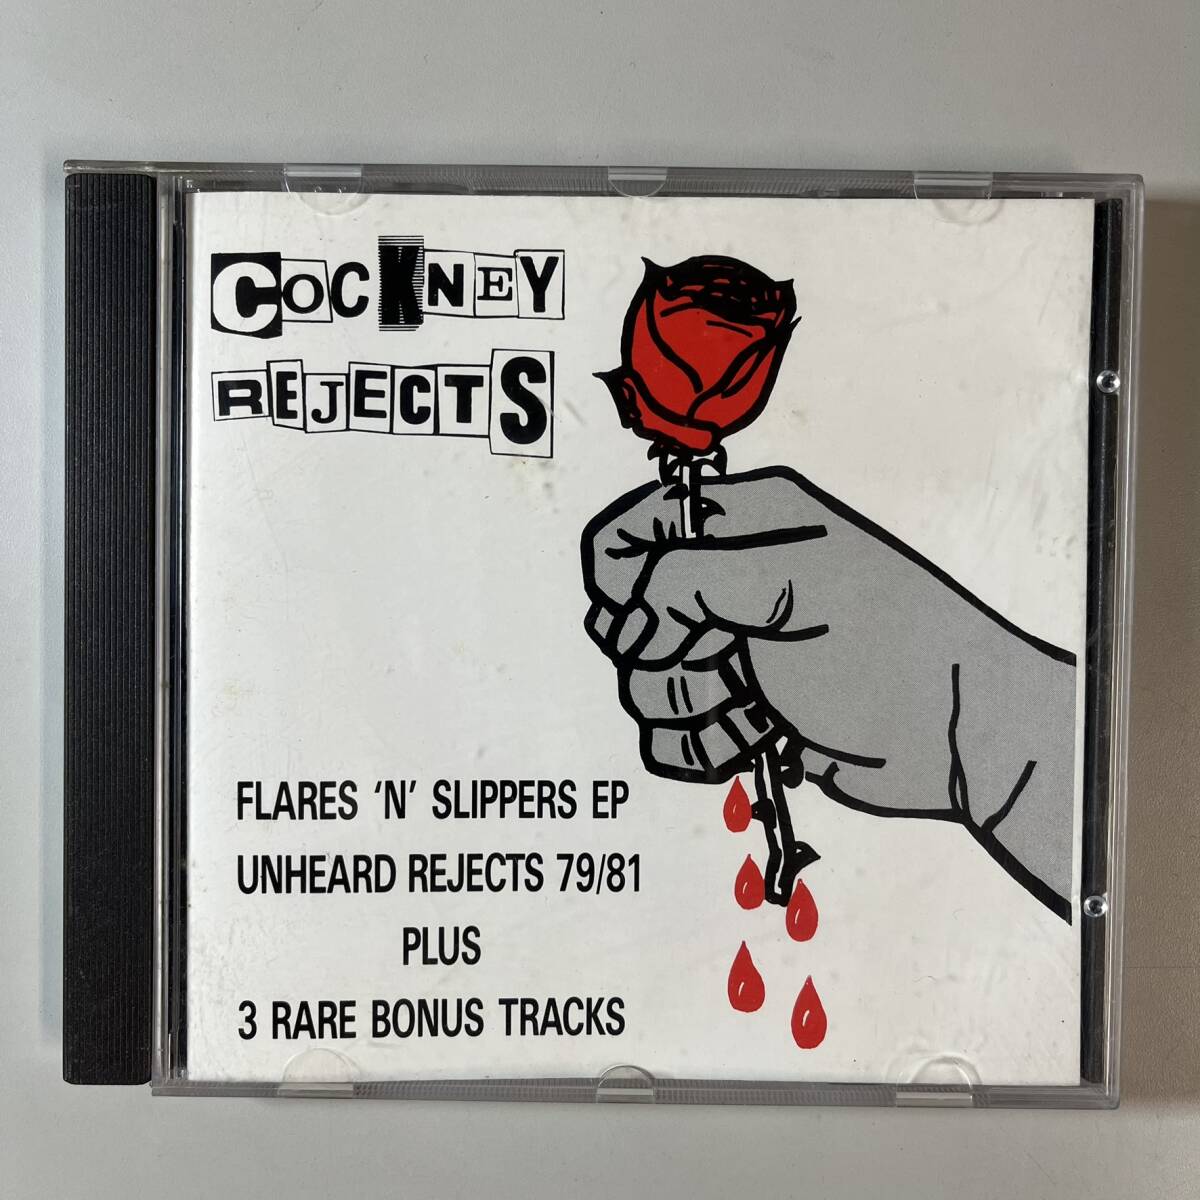 COCKNEY
REJECTS
FLARES 'N' SLIPPERS EP
UNHEARD REJECTS 79/81
PLUS
3 RARE BONUS TRACKS